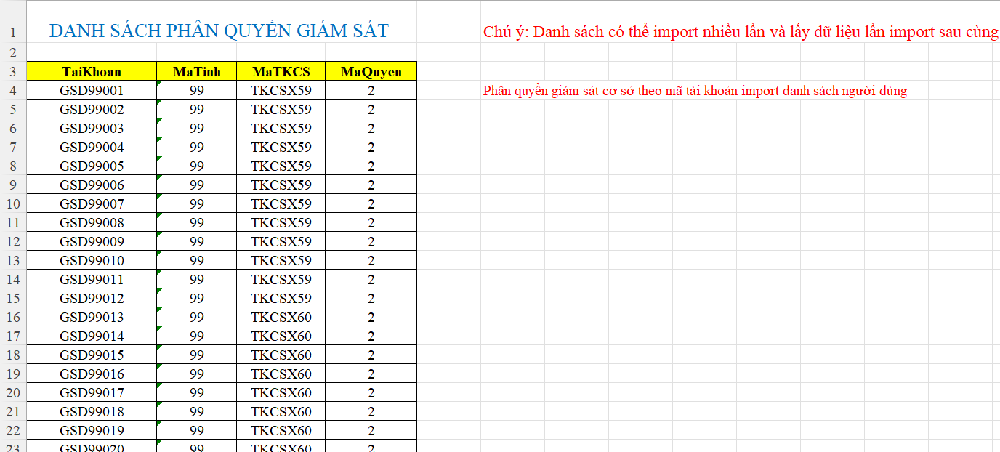 1 DANH SÁCH PHÂN QUYỀN GIÁM SÁT Chú ý: Danh sách có thể import nhiều lần và lấy dữ liệu lần import sau cùng
2
3 TaiKhoan MaTinh MaTKCS MaQuyen
4 GSD99001 99 TKCSX59 2 Phân quyền giám sát cơ sở theo mã tài khoản import danh sách người dùng
5 GSD99002 99 TKCSX59 2
6 GSD99003 99 TKCSX59 2
7 GSD99004 99 TKCSX59 2
8 GSD99005 99 TKCSX59 2
9 GSD99006 99 TKCSX59 2
10 GSD99007 99 TKCSX59 2
11 GSD99008 99 TKCSX59 2
12 GSD99009 99 TKCSX59 2
13 GSD99010 99 TKCSX59 2
14 GSD99011 99 TKCSX59 2
15 GSD99012 99 TKCSX59 2
16 GSD99013 99 TKCSX60 2
17 GSD99014 99 TKCSX60 2
18 GSD99015 99 TKCSX60 2
19 GSD99016 99 TKCSX60 2
20 GSD99017 99 TKCSX60 2
21 GSD99018 99 TKCSX60 2
22 GSD99019 99 TKCSX60 2
23 GSD99020 99 TKCSX60 2